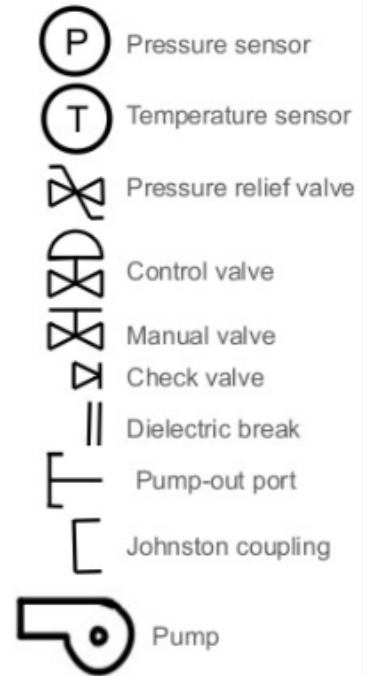 P Pressure sensor
T Temperature sensor
Pressure relief valve
Control valve
Manual valve
Check valve
Dielectric break
Pump-out port
Johnston coupling
Pump